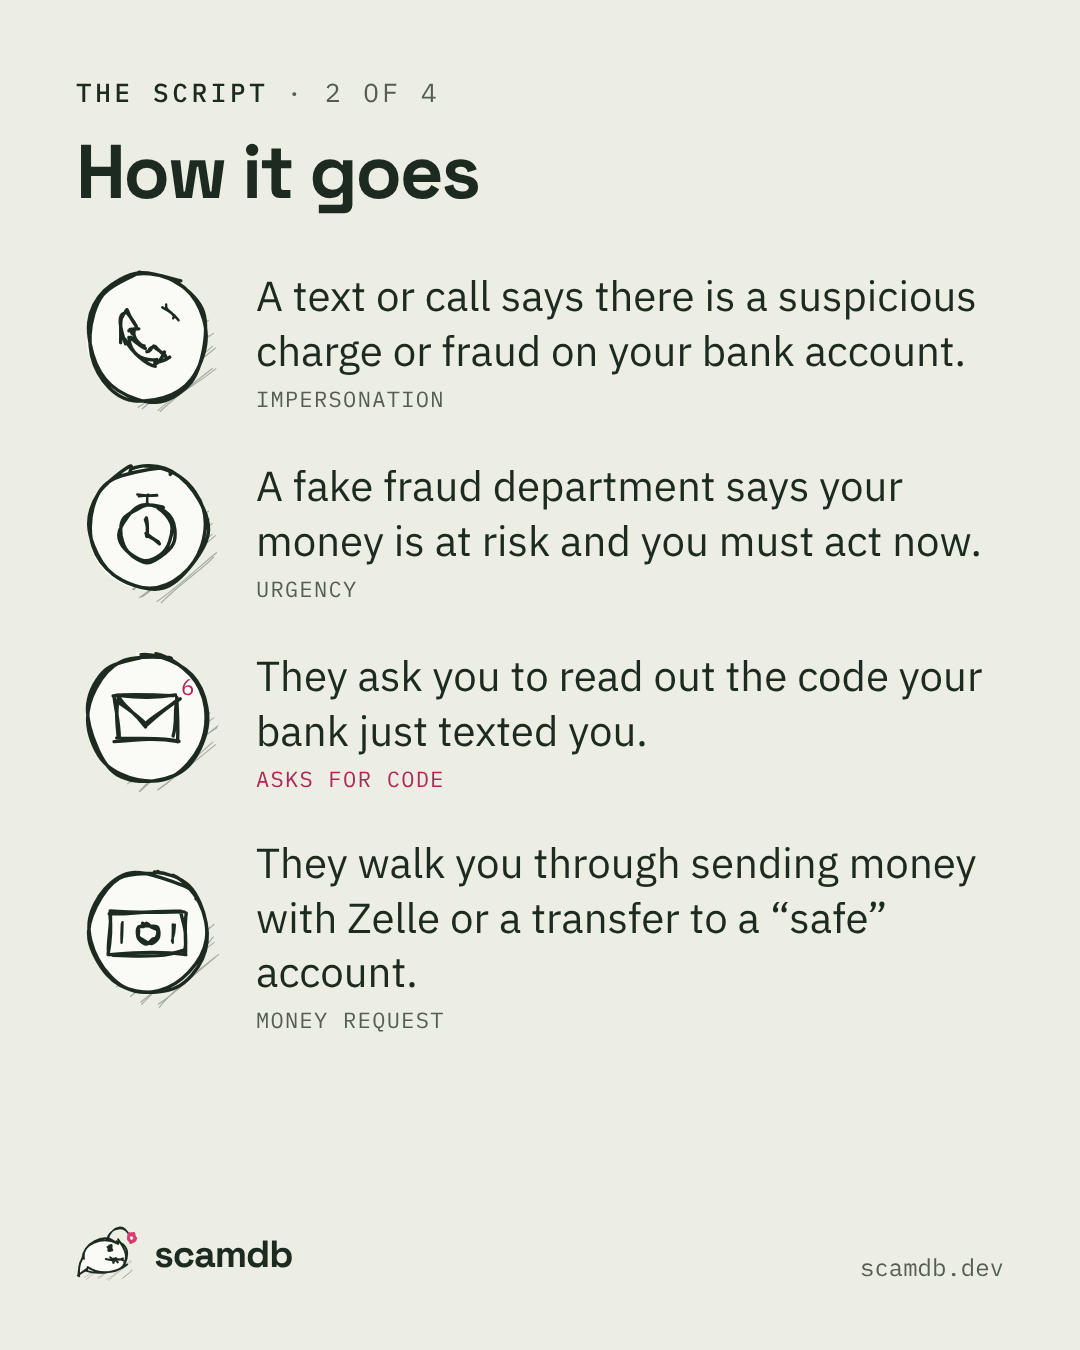 THE SCRIPT · 2 OF 4
How it goes
A text or call says there is a suspicious
charge or fraud on your bank account.
IMPERSONATION
A fake fraud department says your
money is at risk and you must act now.
URGENCY
6
They ask you to read out the code your
bank just texted you.
ASKS FOR CODE
They walk you through sending money
with Zelle or a transfer to a “safe”
account.
MONEY REQUEST
scamdb
scamdb.dev